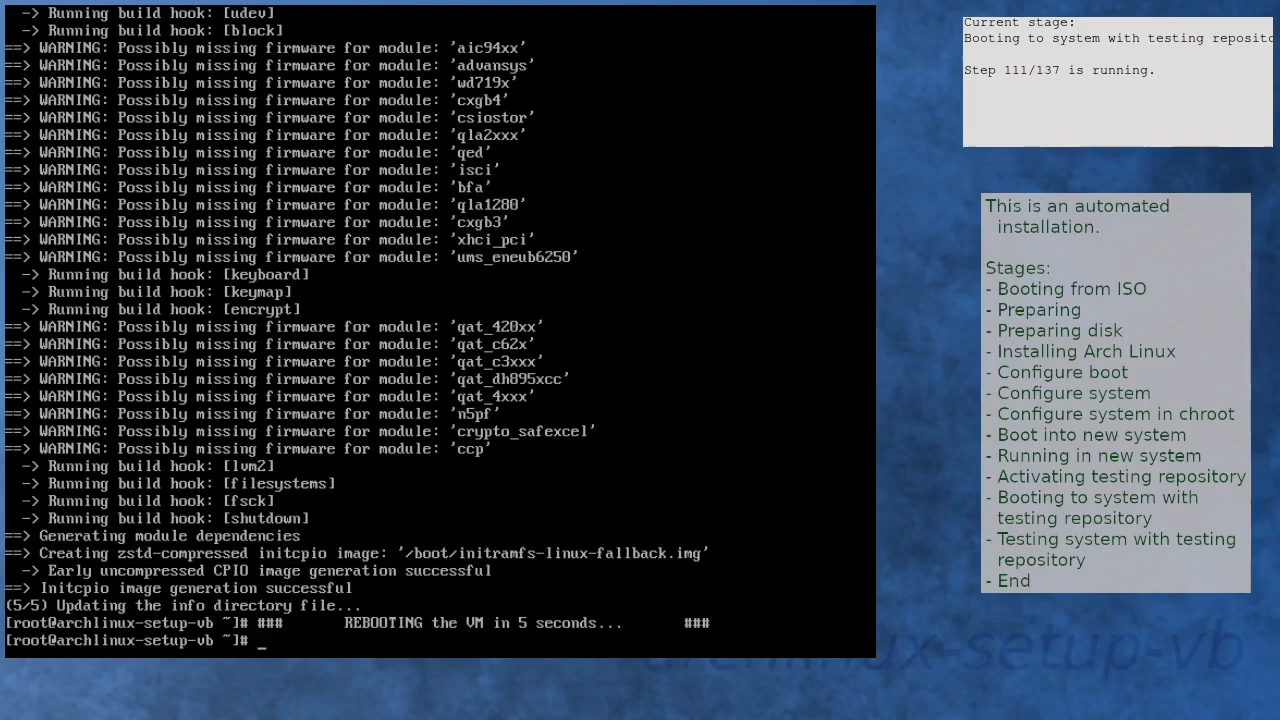 -> Running build hook: [udev]
-> Running build hook: [block]
==> WARNING: Possibly missing firmware for module: 'aic94xx'
==> WARNING: Possibly missing firmware for module: 'advansys'
==> WARNING: Possibly missing firmware for module: 'wd719x'
==> WARNING: Possibly missing firmware for module: 'cxgb4'
==> WARNING: Possibly missing firmware for module: 'csiostor'
==> WARNING: Possibly missing firmware for module: 'qla2xxx'
==> WARNING: Possibly missing firmware for module: 'qed'
==> WARNING: Possibly missing firmware for module: 'isci'
==> WARNING: Possibly missing firmware for module: 'bfa'
==> WARNING: Possibly missing firmware for module: 'qla1280'
==> WARNING: Possibly missing firmware for module: 'cxgb3'
==> WARNING: Possibly missing firmware for module: 'xhci_pci'
==> WARNING: Possibly missing firmware for module: 'ums_eneub6250'
-> Running build hook: [keyboard]
-> Running build hook: [keymap]
-> Running build hook: [encrypt]
==> WARNING: Possibly missing firmware for module: 'qat_420xx'
==> WARNING: Possibly missing firmware for module: 'qat_c62x'
==> WARNING: Possibly missing firmware for module: 'qat_c3xxx'
==> WARNING: Possibly missing firmware for module: 'qat_dh895xcc'
==> WARNING: Possibly missing firmware for module: 'qat_4xxx'
==> WARNING: Possibly missing firmware for module: 'n5pf'
==> WARNING: Possibly missing firmware for module: 'crypto_safexcel'
==> WARNING: Possibly missing firmware for module: 'ccp'
-> Running build hook: [lvm2]
-> Running build hook: [filesystems]
-> Running build hook: [fsck]
-> Running build hook: [shutdown]
==> Generating module dependencies
==> Creating zstd-compressed initcpio image: '/boot/initramfs-linux-fallback.img'
-> Early uncompressed CPIO image generation successful
==> Initcpio image generation successful
(5/5) Updating the info directory file...
[root@archlinux-setup-vb ~]# ### REBOOTING the VM in 5 seconds... ###
[root@archlinux-setup-vb ~]# _
Current stage:
Booting to system with testing reposito
Step 111/137 is running.
This is an automated
installation.
Stages:
- Booting from ISO
- Preparing
- Preparing disk
- Installing Arch Linux
- Configure boot
- Configure system
- Configure system in chroot
- Boot into new system
- Running in new system
- Activating testing repository
- Booting to system with
testing repository
- Testing system with testing
repository
- End
archlinux-setup-vb